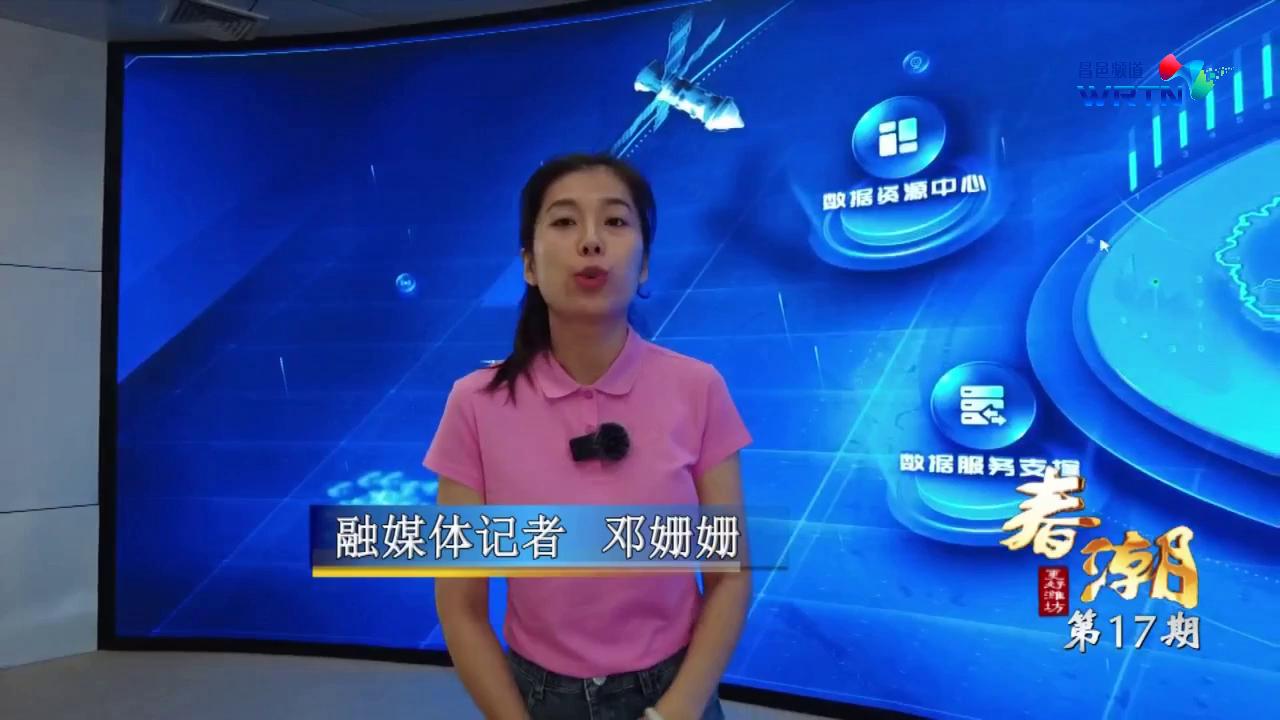 昌邑频道
WRTN
数据资源中心
数据服务支撑
融媒体记者 邓姗姗
春潮
更好潍坊
第17期